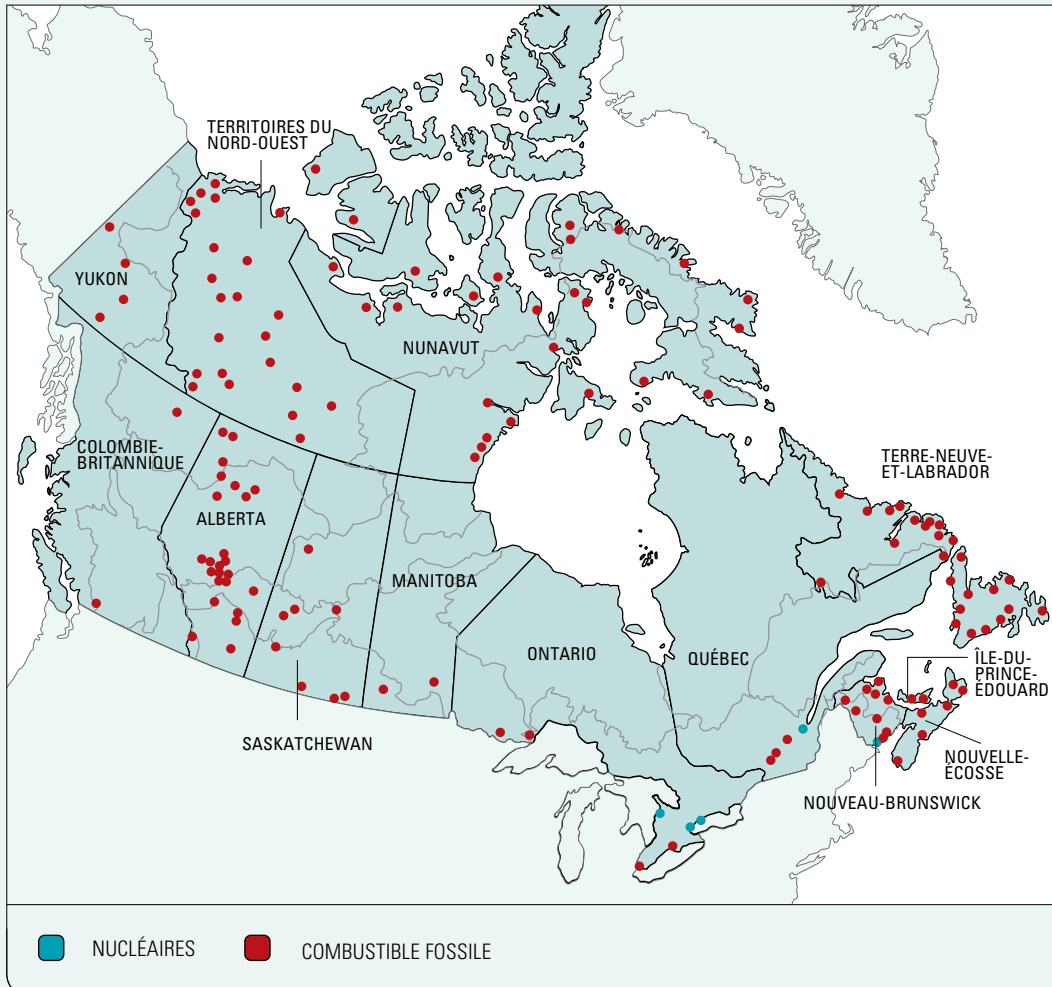 TERRITOIRES DU
NORD-OUEST
YUKON
NUNAVUT
COLOMBIE-
BRITANNIQUE
ALBERTA
MANITOBA
ONTARIO
QUÉBEC
TERRE-NEUVE-
ET-LABRADOR
ÎLE-DU-
PRINCE-
ÉDOUARD
SASKATCHEWAN
NOUVELLE-
ÉCOSSE
NOUVEAU-BRUNSWICK
NUCLÉAIRES
COMBUSTIBLE FOSSILE